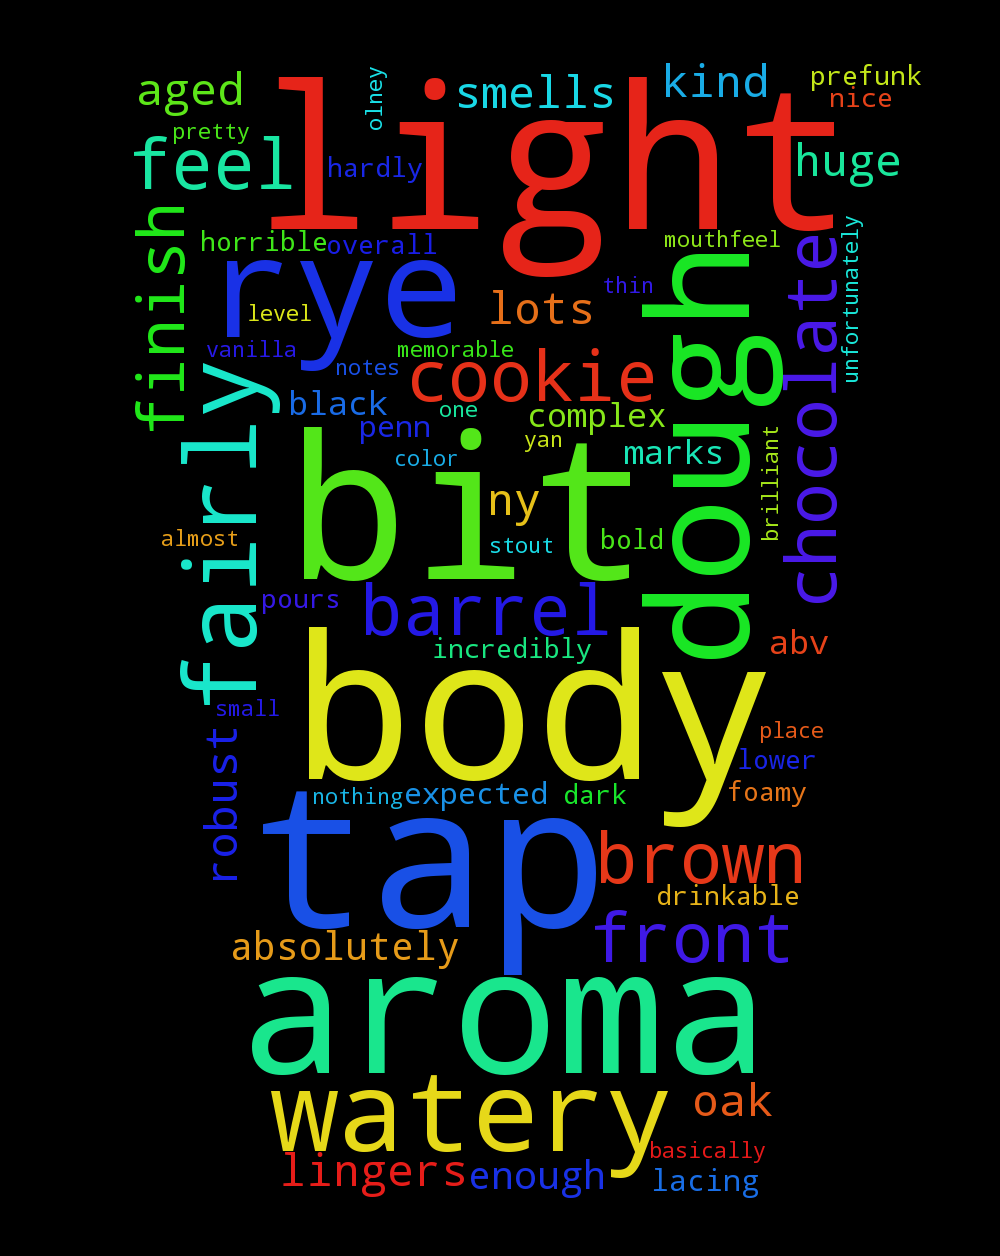 light
aged
olney
smells
kind
prefunk
nice
pretty
feel
hardly
huge
finish
horrible
overall
mouthfeel
unfortunately
rye
level
lots
thin
dough
chocolate
vanilla
notes
memorable
cookie
fairly
black
one
complex
penn
yan
marks
color
brilliant
bit
ny
almost
stout
bold
pours
barrel
incredibly
abv
body
small
place
robust
lower
nothing
expected
dark
foamy
tap
brown
drinkable
absolutely
front
aroma
watery
oak
basically
lingers
enough
lacing